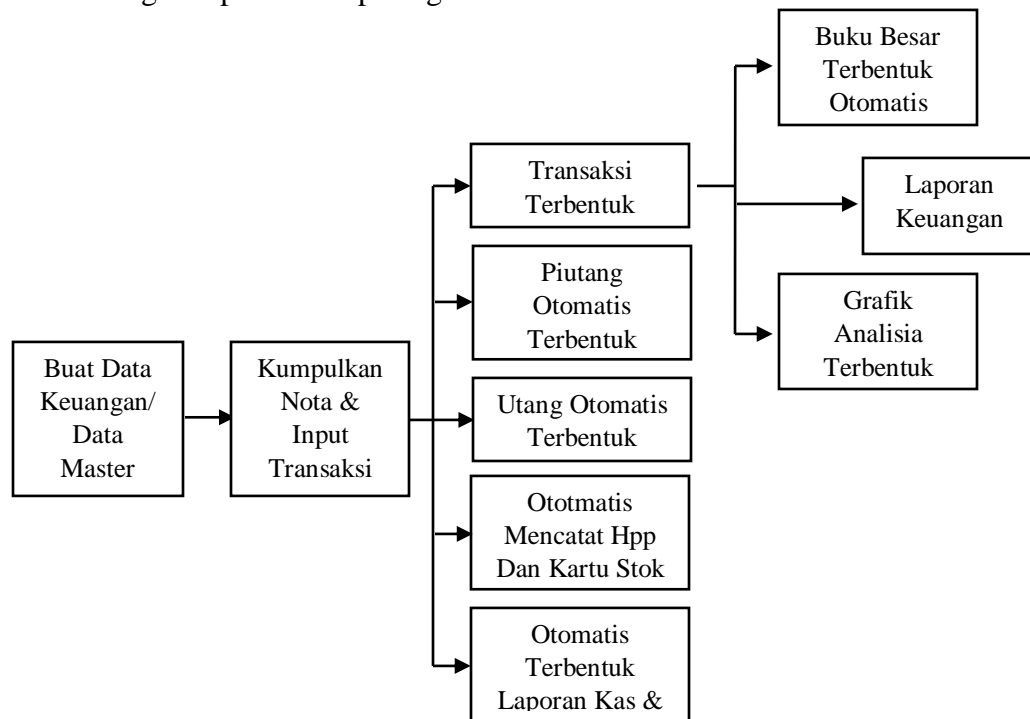 Buku Besar
Terbentuk
Otomatis
Transaksi
Terbentuk
Laporan
Keuangan
Piutang
Otomatis
Terbentuk
Grafik
Analisia
Terbentuk
Buat Data
Keuangan/
Data
Master
Kumpulkan
Nota &
Input
Transaksi
Utang Otomatis
Terbentuk
Ototmatis
Mencatat Hpp
Dan Kartu Stok
Otomatis
Terbentuk
Laporan Kas &